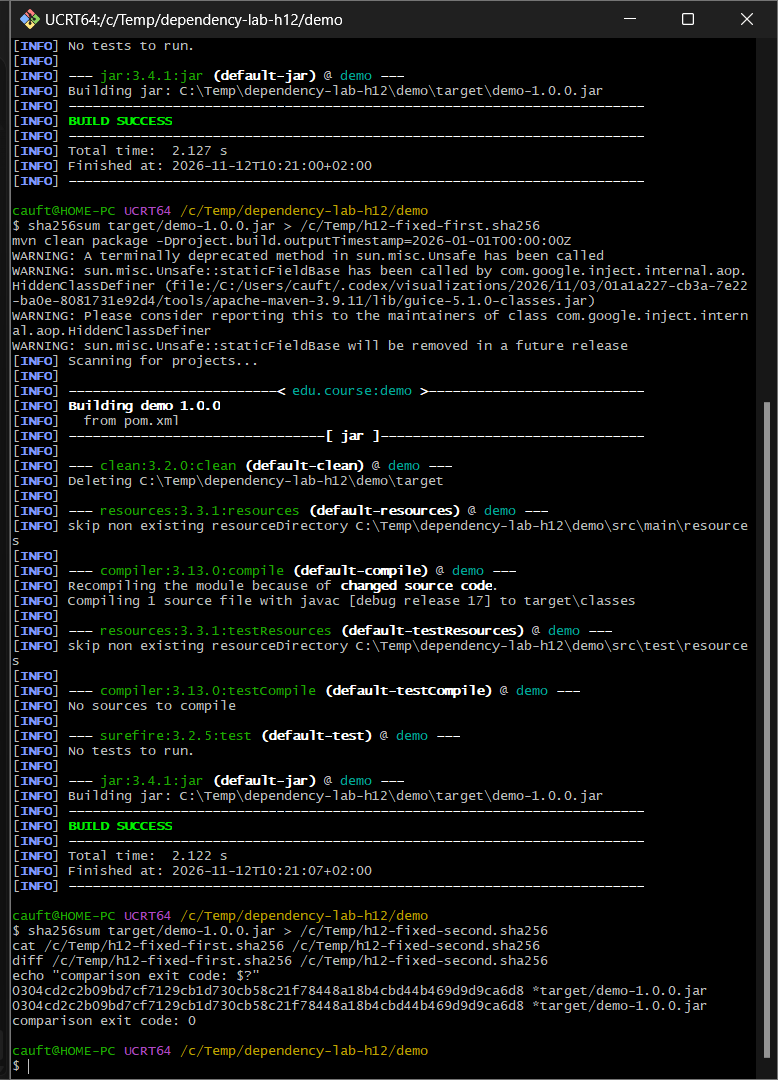 UCRT64:/c/Temp/dependency-lab-h12/demo
[INFO] No tests to run.
[INFO]
[INFO] --- jar:3.4.1:jar (default-jar) @ demo ---
[INFO] Building jar: C:\Temp\dependency-lab-h12\demo\target\demo-1.0.0.jar
[INFO] ------------------------------------------------------------------------
[INFO] BUILD SUCCESS
[INFO] ------------------------------------------------------------------------
[INFO] Total time:  2.127 s
[INFO] Finished at: 2026-11-12T10:21:00+02:00
[INFO] ------------------------------------------------------------------------
cauft@HOME-PC UCRT64 /c/Temp/dependency-lab-h12/demo
$ sha256sum target/demo-1.0.0.jar > /c/Temp/h12-fixed-first.sha256
mvn clean package -Dproject.build.outputTimestamp=2026-01-01T00:00:00Z
WARNING: A terminally deprecated method in sun.misc.Unsafe has been called
WARNING: sun.misc.Unsafe::staticFieldBase has been called by com.google.inject.internal.aop.
HiddenClassDefiner (file:/C:/Users/cauft/.codex/visualizations/2026/11/03/01a1a227-cb3a-7e22
-ba0e-8081731e92d4/tools/apache-maven-3.9.11/lib/guice-5.1.0-classes.jar)
WARNING: Please consider reporting this to the maintainers of class com.google.inject.intern
al.aop.HiddenClassDefiner
WARNING: sun.misc.Unsafe::staticFieldBase will be removed in a future release
[INFO] Scanning for projects...
[INFO]
[INFO] --------------------------< edu.course:demo >---------------------------
[INFO] Building demo 1.0.0
[INFO]   from pom.xml
[INFO] --------------------------------[ jar ]---------------------------------
[INFO]
[INFO] --- clean:3.2.0:clean (default-clean) @ demo ---
[INFO] Deleting C:\Temp\dependency-lab-h12\demo\target
[INFO]
[INFO] --- resources:3.3.1:resources (default-resources) @ demo ---
[INFO] skip non existing resourceDirectory C:\Temp\dependency-lab-h12\demo\src\main\resource
s
[INFO]
[INFO] --- compiler:3.13.0:compile (default-compile) @ demo ---
[INFO] Recompiling the module because of changed source code.
[INFO] Compiling 1 source file with javac [debug release 17] to target\classes
[INFO]
[INFO] --- resources:3.3.1:testResources (default-testResources) @ demo ---
[INFO] skip non existing resourceDirectory C:\Temp\dependency-lab-h12\demo\src\test\resource
s
[INFO]
[INFO] --- compiler:3.13.0:testCompile (default-testCompile) @ demo ---
[INFO] No sources to compile
[INFO]
[INFO] --- surefire:3.2.5:test (default-test) @ demo ---
[INFO] No tests to run.
[INFO]
[INFO] --- jar:3.4.1:jar (default-jar) @ demo ---
[INFO] Building jar: C:\Temp\dependency-lab-h12\demo\target\demo-1.0.0.jar
[INFO] ------------------------------------------------------------------------
[INFO] BUILD SUCCESS
[INFO] ------------------------------------------------------------------------
[INFO] Total time:  2.122 s
[INFO] Finished at: 2026-11-12T10:21:07+02:00
[INFO] ------------------------------------------------------------------------
cauft@HOME-PC UCRT64 /c/Temp/dependency-lab-h12/demo
$ sha256sum target/demo-1.0.0.jar > /c/Temp/h12-fixed-second.sha256
cat /c/Temp/h12-fixed-first.sha256 /c/Temp/h12-fixed-second.sha256
diff /c/Temp/h12-fixed-first.sha256 /c/Temp/h12-fixed-second.sha256
echo "comparison exit code: $?"
0304cd2c2b09bd7cf7129cb1d730cb58c21f78448a18b4cbd44b469d9d9ca6d8 *target/demo-1.0.0.jar
0304cd2c2b09bd7cf7129cb1d730cb58c21f78448a18b4cbd44b469d9d9ca6d8 *target/demo-1.0.0.jar
comparison exit code: 0
cauft@HOME-PC UCRT64 /c/Temp/dependency-lab-h12/demo
$